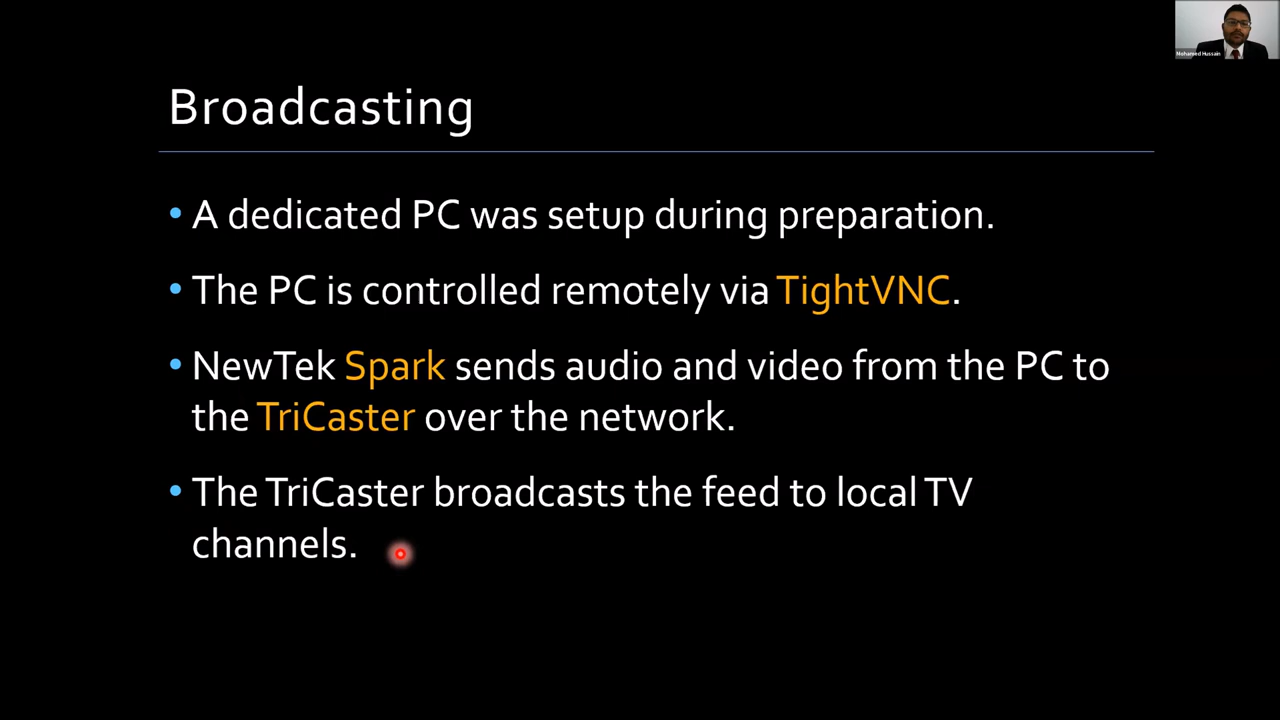 Mohamed Hussain
Broadcasting
• A dedicated PC was setup during preparation.
• The PC is controlled remotely via TightVNC.
• NewTek Spark sends audio and video from the PC to
the TriCaster over the network.
• The TriCaster broadcasts the feed to local TV
channels.